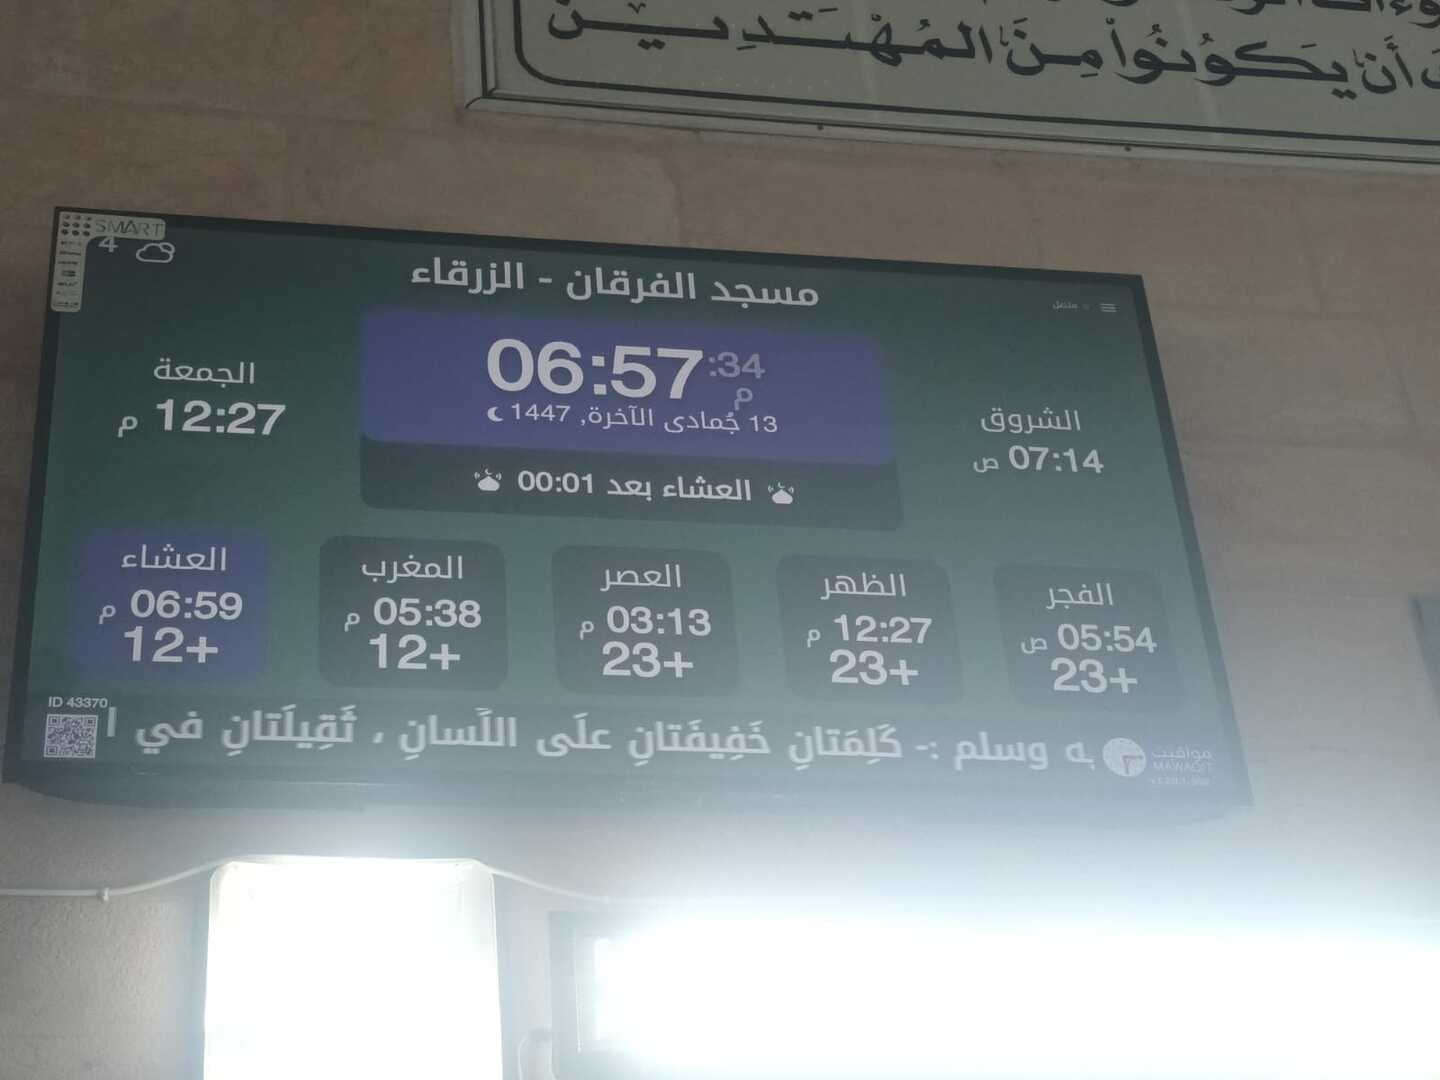 أَن يَكُونُوا۟ مِنَ الْمُهْتَدِينَ
SMART
4
مسجد الفرقان - الزرقاء
متصل
الجمعة
12:27 م
06:57:34 م
13 جُمادى الآخرة, 1447
العشاء بعد 00:01
الشروق
07:14 ص
الفجر
05:54 ص
23+
الظهر
12:27 م
23+
العصر
03:13 م
23+
المغرب
05:38 م
12+
العشاء
06:59 م
12+
ID 43370
ـه وسلم :- كَلِمَتانِ خَفِيفَتانِ علَى اللِّسانِ ، ثَقِيلَتانِ في ا
مواقيت
MAWAQIT